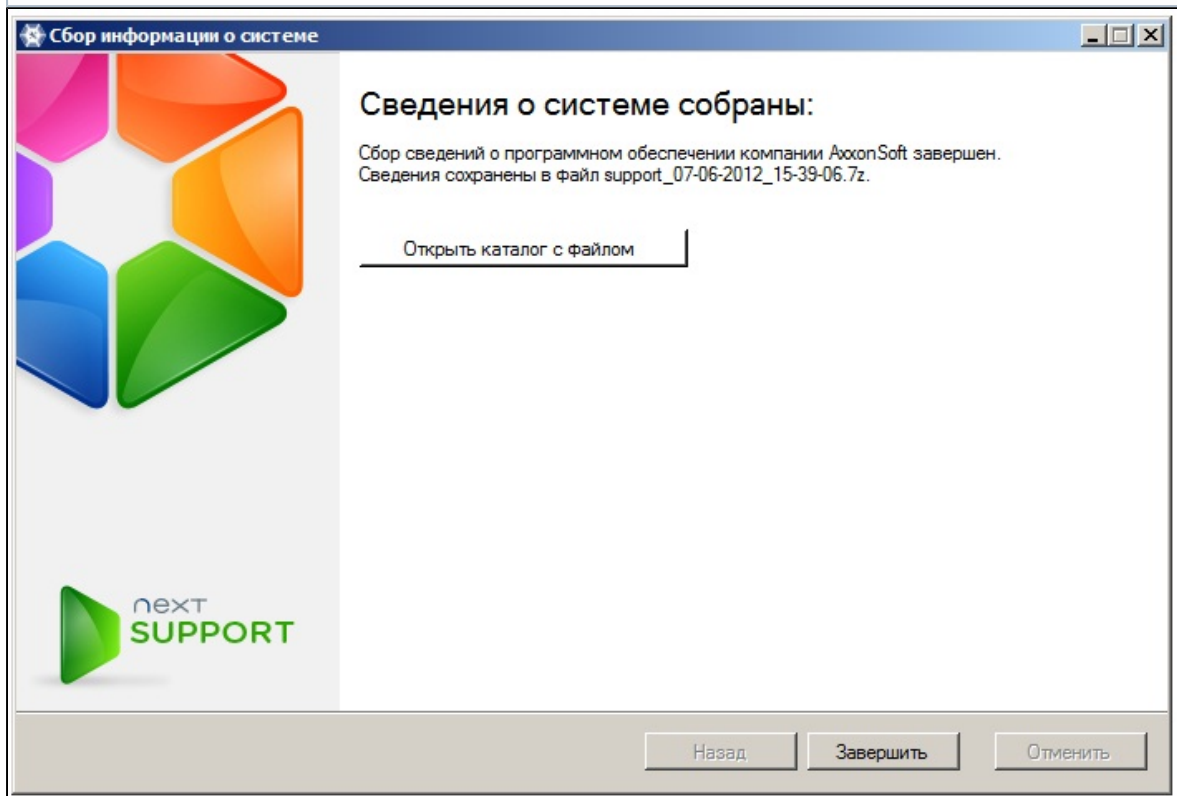 Сбор информации о системе
Сведения о системе собраны:
Сбор сведений о программном обеспечении компании AxxonSoft завершен.
Сведения сохранены в файл support_07-06-2012_15-39-06.7z.
Открыть каталог с файлом
next
SUPPORT
Назад
Завершить
Отменить